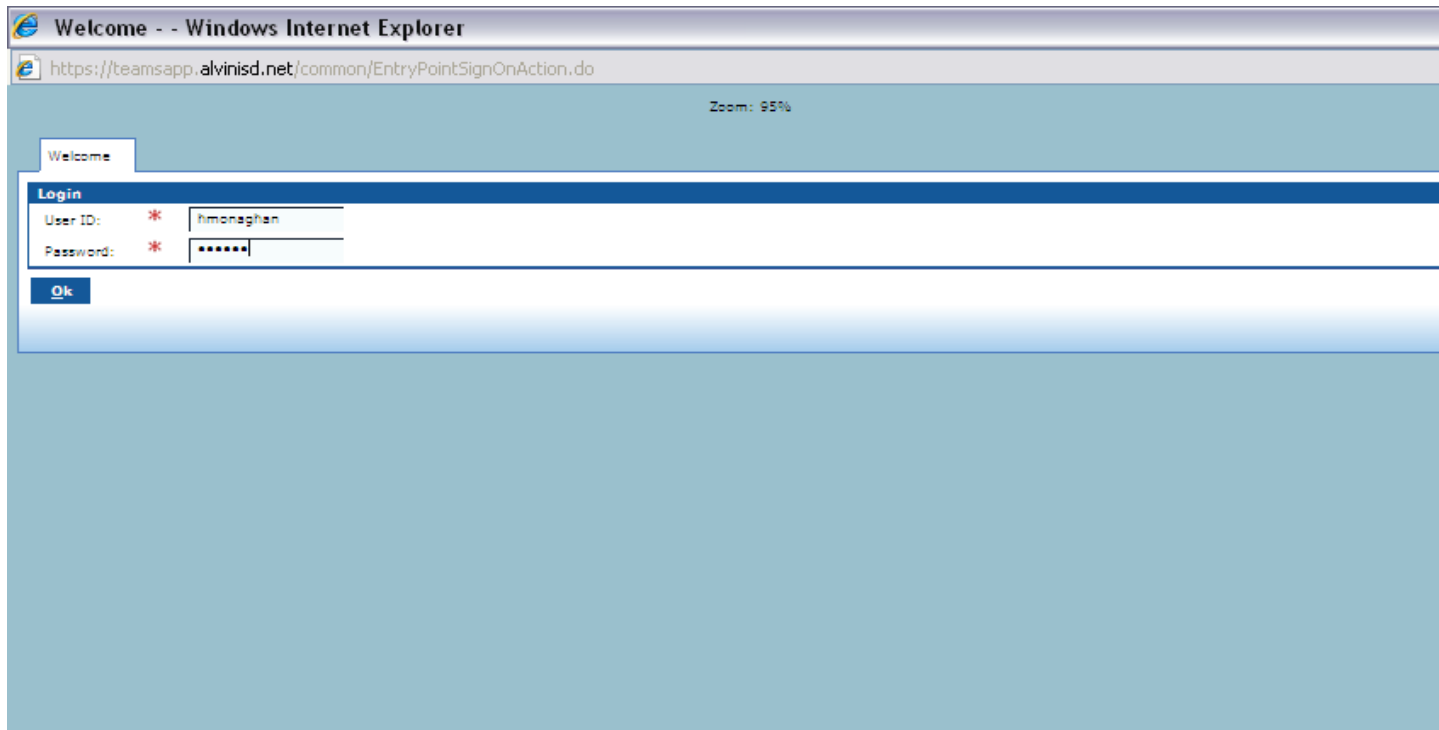 Welcome - - Windows Internet Explorer
https://teamsapp.alvinisd.net/common/EntryPointSignOnAction.do
Zoom: 95%
Welcome
Login
User ID: * hmonaghan
Password: * ••••••
Ok